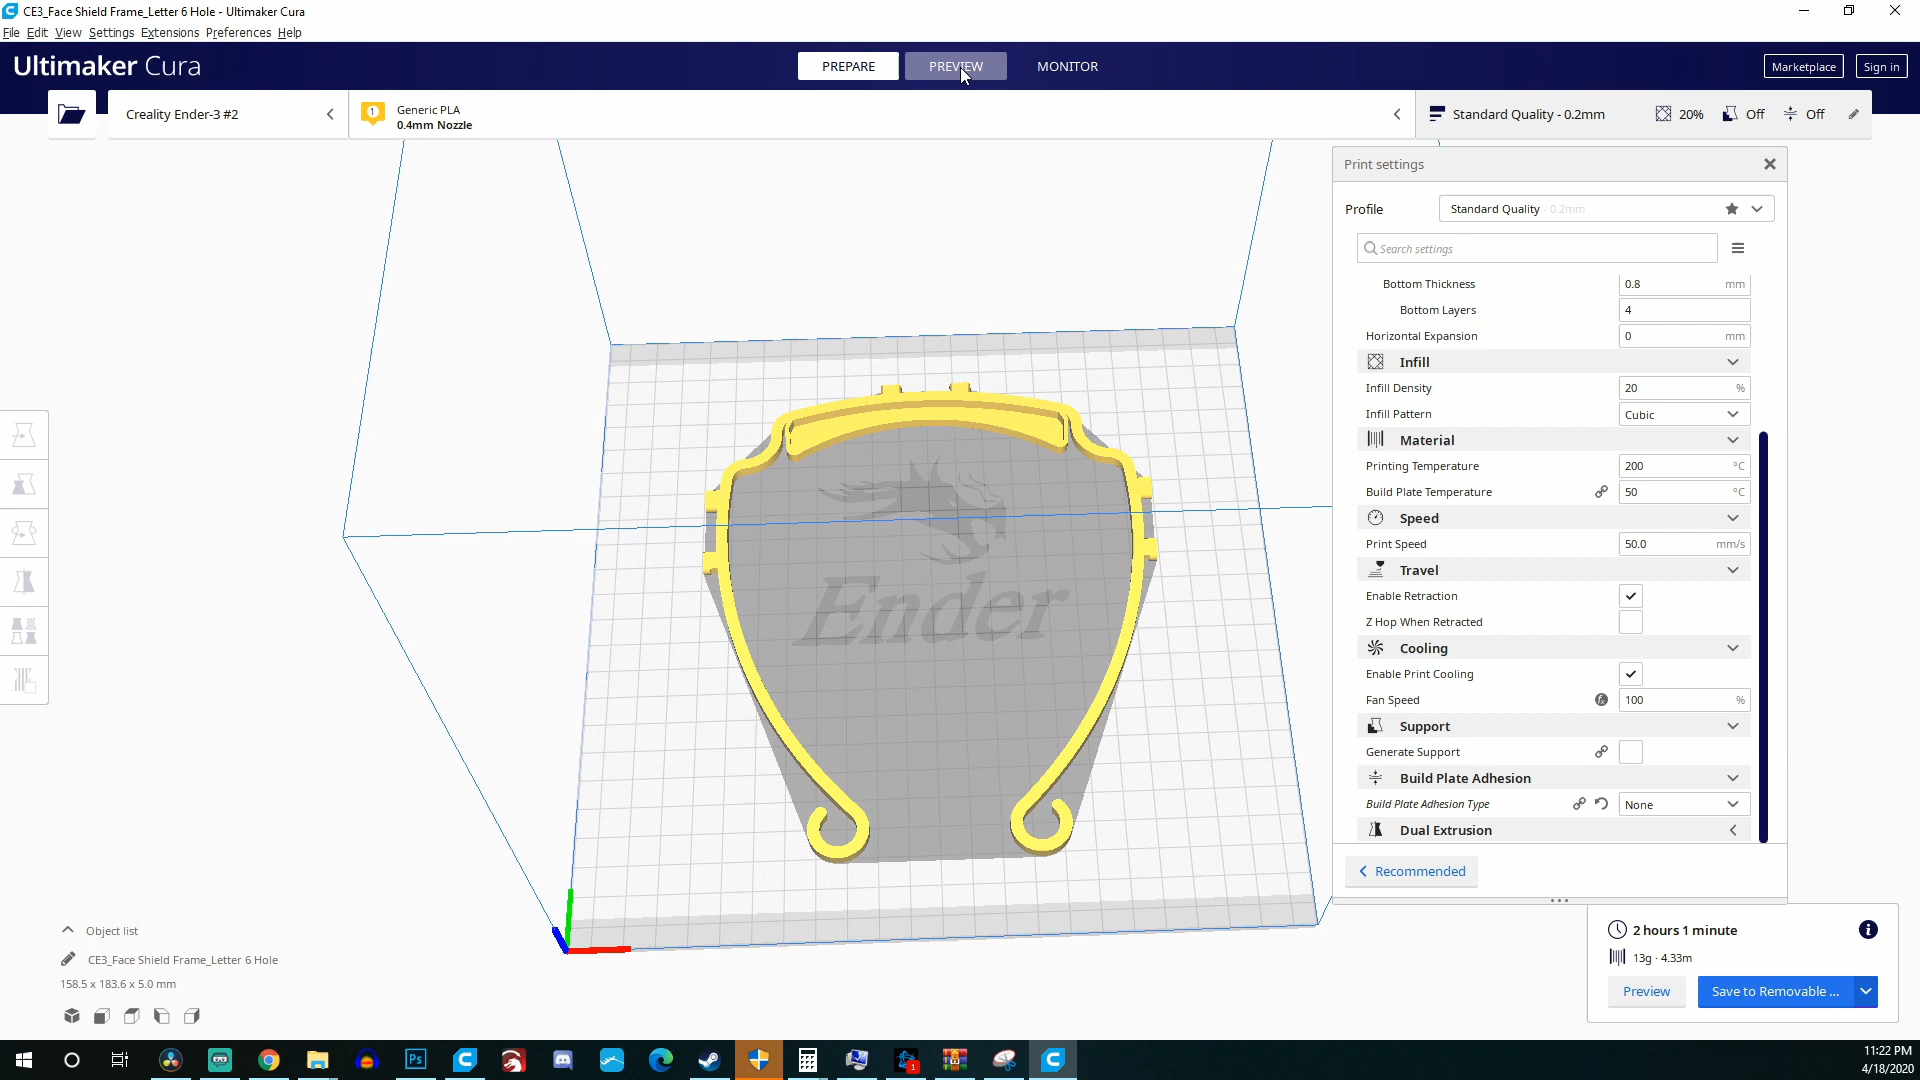 CE3_Face Shield Frame_Letter 6 Hole - Ultimaker Cura
File Edit View Settings Extensions Preferences Help
Ultimaker Cura
PREPARE PREVIEW MONITOR
Marketplace Sign in
Creality Ender-3 #2
1
Generic PLA
0.4mm Nozzle
Standard Quality - 0.2mm 20% Off Off
Print settings
Profile Standard Quality - 0.2mm
Search settings
Bottom Thickness 0.8 mm
Bottom Layers 4
Horizontal Expansion 0 mm
Infill
Infill Density 20 %
Infill Pattern Cubic
Material
Printing Temperature 200 °C
Build Plate Temperature 50 °C
Speed
Print Speed 50.0 mm/s
Travel
Enable Retraction
Z Hop When Retracted
Cooling
Enable Print Cooling
Fan Speed 100 %
Support
Generate Support
Build Plate Adhesion
Build Plate Adhesion Type None
Dual Extrusion
Recommended
Ender
Object list
CE3_Face Shield Frame_Letter 6 Hole
158.5 x 183.6 x 5.0 mm
2 hours 1 minute
13g · 4.33m
Preview Save to Removable ...
Ps
1
11:22 PM
4/18/2020